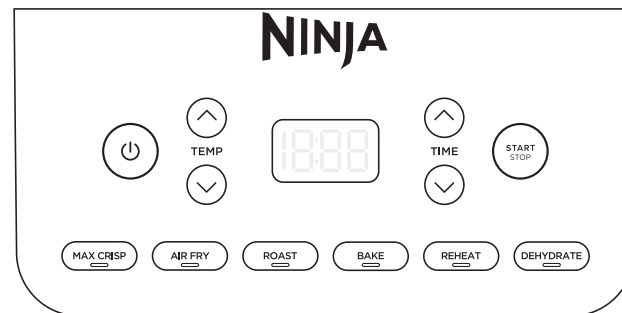 NINJA
TEMP
18:88
TIME
START
STOP
MAX CRISP
AIR FRY
ROAST
BAKE
REHEAT
DEHYDRATE